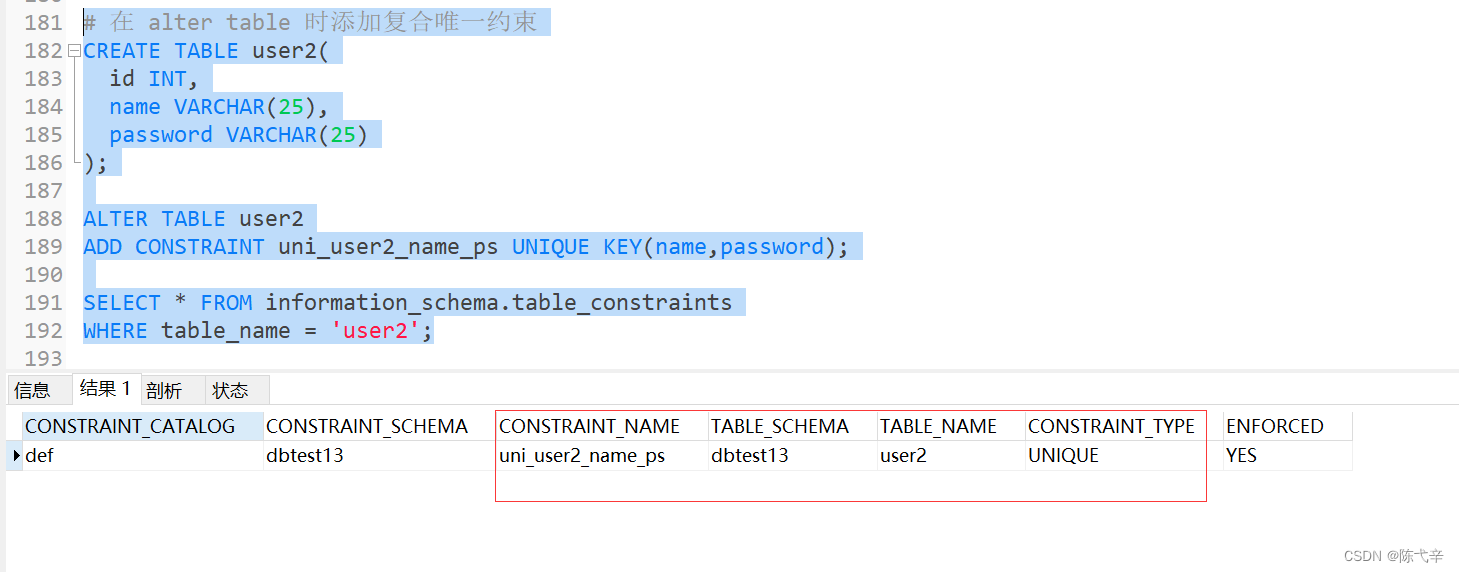 181 # 在 alter table 时添加复合唯一约束
182 CREATE TABLE user2(
183 id INT,
184 name VARCHAR(25),
185 password VARCHAR(25)
186 );
187
188 ALTER TABLE user2
189 ADD CONSTRAINT uni_user2_name_ps UNIQUE KEY(name,password);
190
191 SELECT * FROM information_schema.table_constraints
192 WHERE table_name = 'user2';
193
信息 结果 1 剖析 状态
CONSTRAINT_CATALOG CONSTRAINT_SCHEMA CONSTRAINT_NAME TABLE_SCHEMA TABLE_NAME CONSTRAINT_TYPE ENFORCED
def dbtest13 uni_user2_name_ps dbtest13 user2 UNIQUE YES
CSDN @陈弋辛